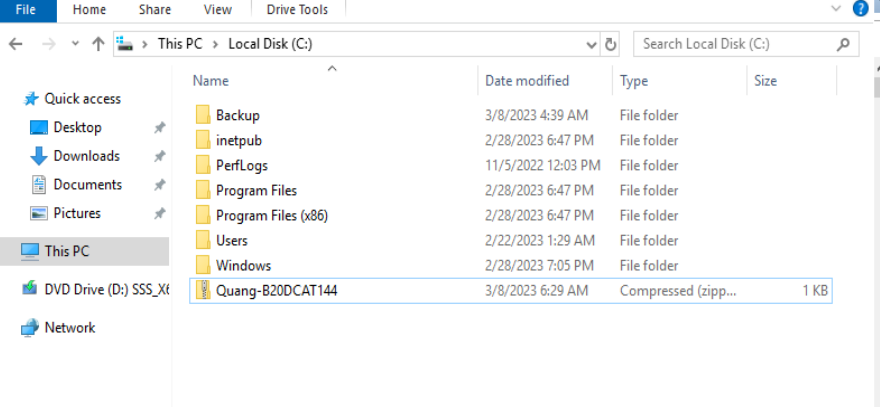 File Home Share View Drive Tools
This PC > Local Disk (C:) Search Local Disk (C:)
Name Date modified Type Size
Quick access
Desktop
Downloads
Documents
Pictures
This PC
DVD Drive (D:) SSS_X6
Network
Backup 3/8/2023 4:39 AM File folder
inetpub 2/28/2023 6:47 PM File folder
PerfLogs 11/5/2022 12:03 PM File folder
Program Files 2/28/2023 6:47 PM File folder
Program Files (x86) 2/28/2023 6:47 PM File folder
Users 2/22/2023 1:29 AM File folder
Windows 2/28/2023 7:05 PM File folder
Quang-B20DCAT144 3/8/2023 6:29 AM Compressed (zipp... 1 KB